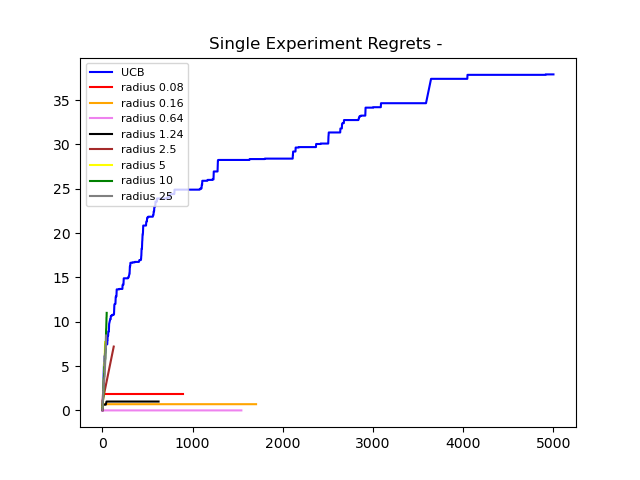 Single Experiment Regrets -
UCB
radius 0.08
radius 0.16
radius 0.64
radius 1.24
radius 2.5
radius 5
radius 10
radius 25
35
30
25
20
15
10
5
0
0 1000 2000 3000 4000 5000